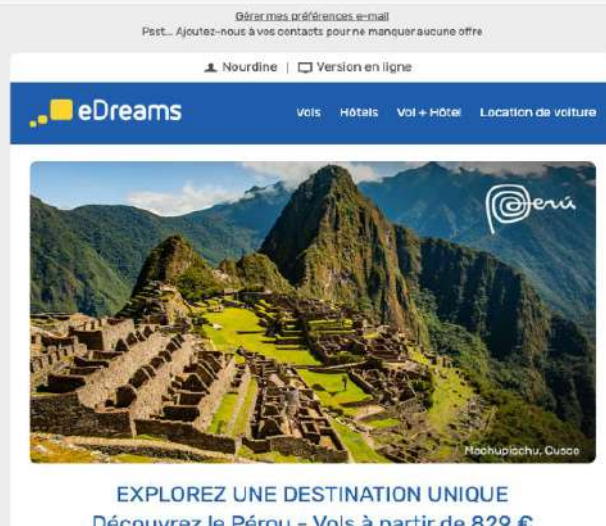 Gérer mes préférences e-mail
Psst... Ajoutez-nous à vos contacts pour ne manquer aucune offre
Nourdine | Version en ligne
eDreams
Vols Hôtels Vol + Hôtel Location de voiture
Perú
Machupicchu, Cusco
EXPLOREZ UNE DESTINATION UNIQUE
Découvrez le Pérou - Vols à partir de 829 €